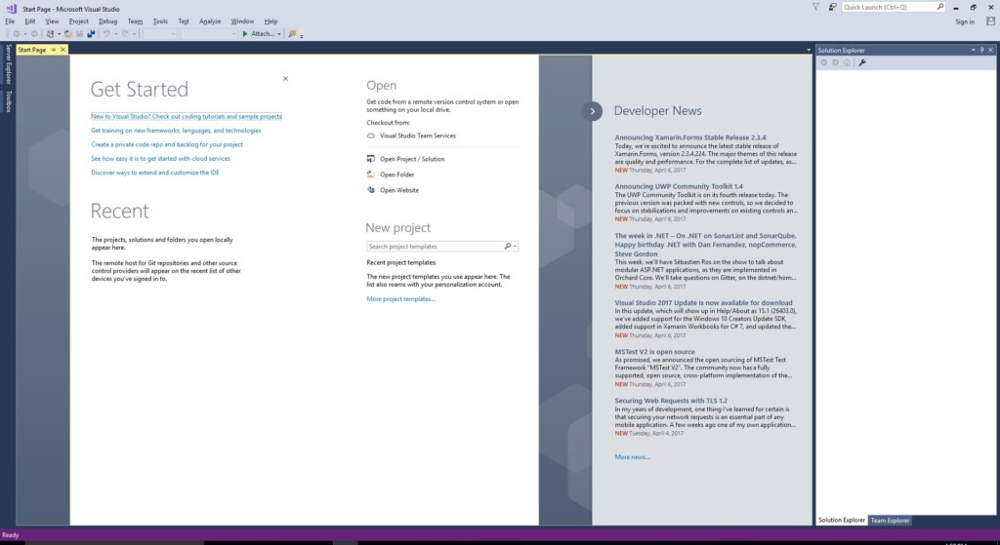 Start Page - Microsoft Visual Studio
Quick Launch (Ctrl+Q)
File Edit View Project Debug Team Tools Test Analyze Window Help
Sign in
Attach...
Server Explorer
Toolbox
Start Page
Solution Explorer
Get Started
New to Visual Studio? Check out coding tutorials and sample projects
Get training on new frameworks, languages, and technologies
Create a private code repo and backlog for your project
See how easy it is to get started with cloud services
Discover ways to extend and customize the IDE
Recent
The projects, solutions and folders you open locally
appear here.
The remote host for Git repositories and other source
control providers will appear on the recent list of other
devices you've signed in to.
Open
Get code from a remote version control system or open
something on your local drive.
Checkout from:
Visual Studio Team Services
Open Project / Solution
Open Folder
Open Website
New project
Search project templates
Recent project templates:
The new project templates you use appear here. The
list also roams with your personalization account.
More project templates...
Developer News
Announcing Xamarin.Forms Stable Release 2.3.4
Today, we're excited to announce the latest stable release of
Xamarin.Forms, version 2.3.4.224. The major themes of this release
are quality and performance. For the complete list of updates, as...
NEW Thursday, April 6, 2017
Announcing UWP Community Toolkit 1.4
The UWP Community Toolkit is on its fourth release today. The
previous version was packed with new controls, so we decided to
focus on stabilizations and improvements on existing controls an...
NEW Thursday, April 6, 2017
The week in .NET – On .NET on SonarLint and SonarQube,
Happy birthday .NET with Dan Fernandez, nopCommerce,
Steve Gordon
This week, we'll have Sébastien Ros on the show to talk about
modular ASP.NET applications, as they are implemented in
Orchard Core. We'll take questions on Gitter, on the dotnet/hom...
NEW Thursday, April 6, 2017
Visual Studio 2017 Update is now available for download
In this update, which will show up in Help/About as 15.1 (26403.0),
we've added support for the Windows 10 Creators Update SDK,
added support in Xamarin Workbooks for C# 7, and updated the...
NEW Thursday, April 6, 2017
MSTest V2 is open source
As promised, we announced the open sourcing of MSTest Test
Framework "MSTest V2". The community now has a fully
supported, open source, cross-platform implementation of the...
NEW Thursday, April 6, 2017
Securing Web Requests with TLS 1.2
In my years of development, one thing I've learned for certain is
that securing your network requests is an essential part of any
mobile application. A few weeks ago one of my own application...
NEW Tuesday, April 4, 2017
More news...
Solution Explorer Team Explorer
Ready